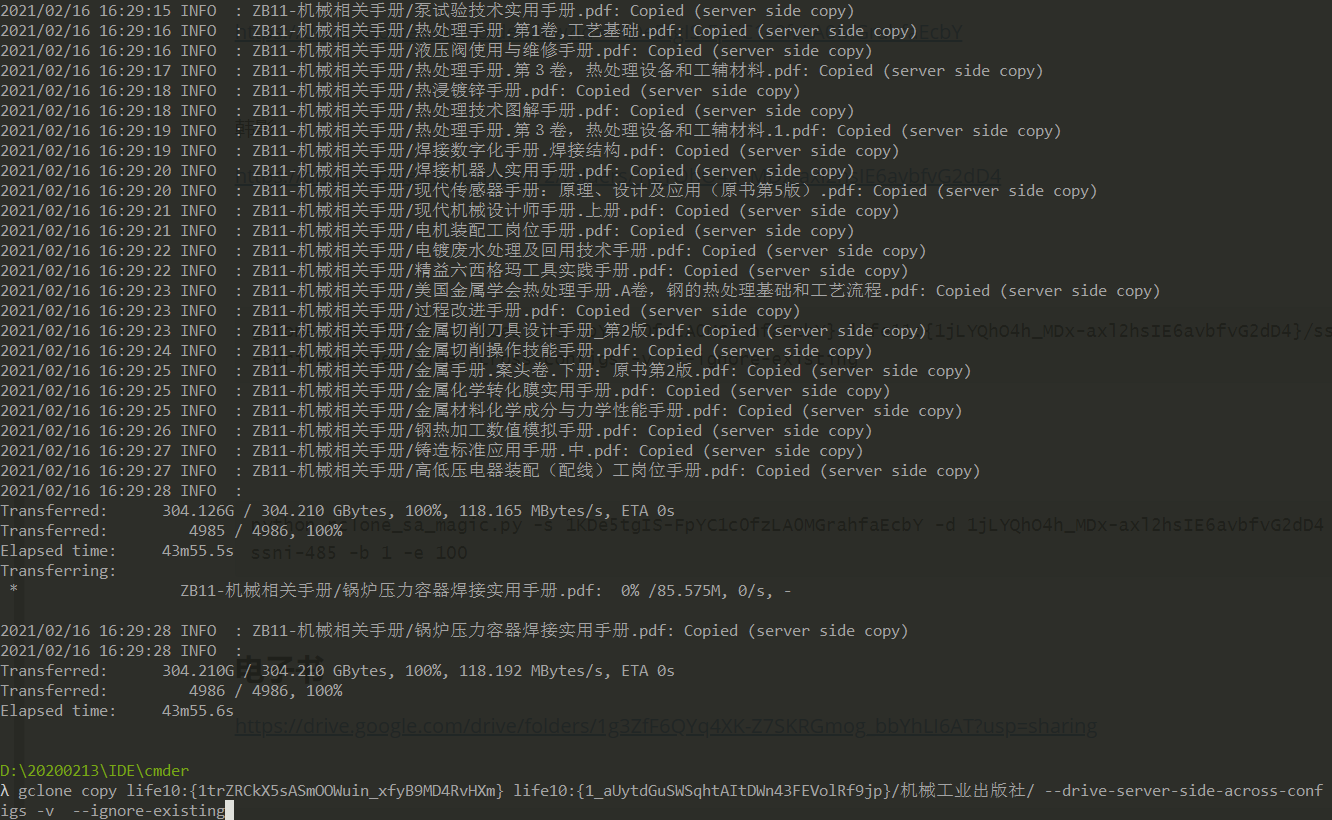 2021/02/16 16:29:15 INFO  : ZB11-机械相关手册/泵试验技术实用手册.pdf: Copied (server side copy)
2021/02/16 16:29:16 INFO  : ZB11-机械相关手册/热处理手册.第1卷,工艺基础.pdf: Copied (server side copy)
2021/02/16 16:29:16 INFO  : ZB11-机械相关手册/液压阀使用与维修手册.pdf: Copied (server side copy)
2021/02/16 16:29:17 INFO  : ZB11-机械相关手册/热处理手册.第３卷，热处理设备和工辅材料.pdf: Copied (server side copy)
2021/02/16 16:29:18 INFO  : ZB11-机械相关手册/热浸镀锌手册.pdf: Copied (server side copy)
2021/02/16 16:29:18 INFO  : ZB11-机械相关手册/热处理技术图解手册.pdf: Copied (server side copy)
2021/02/16 16:29:19 INFO  : ZB11-机械相关手册/热处理手册.第３卷，热处理设备和工辅材料.1.pdf: Copied (server side copy)
2021/02/16 16:29:19 INFO  : ZB11-机械相关手册/焊接数字化手册.焊接结构.pdf: Copied (server side copy)
2021/02/16 16:29:20 INFO  : ZB11-机械相关手册/焊接机器人实用手册.pdf: Copied (server side copy)
2021/02/16 16:29:20 INFO  : ZB11-机械相关手册/现代传感器手册：原理、设计及应用（原书第5版）.pdf: Copied (server side copy)
2021/02/16 16:29:21 INFO  : ZB11-机械相关手册/现代机械设计师手册.上册.pdf: Copied (server side copy)
2021/02/16 16:29:21 INFO  : ZB11-机械相关手册/电机装配工岗位手册.pdf: Copied (server side copy)
2021/02/16 16:29:22 INFO  : ZB11-机械相关手册/电镀废水处理及回用技术手册.pdf: Copied (server side copy)
2021/02/16 16:29:22 INFO  : ZB11-机械相关手册/精益六西格玛工具实践手册.pdf: Copied (server side copy)
2021/02/16 16:29:23 INFO  : ZB11-机械相关手册/美国金属学会热处理手册.A卷，钢的热处理基础和工艺流程.pdf: Copied (server side copy)
2021/02/16 16:29:23 INFO  : ZB11-机械相关手册/过程改进手册.pdf: Copied (server side copy)
2021/02/16 16:29:23 INFO  : ZB11-机械相关手册/金属切削刀具设计手册_第2版.pdf: Copied (server side copy)
2021/02/16 16:29:24 INFO  : ZB11-机械相关手册/金属切削操作技能手册.pdf: Copied (server side copy)
2021/02/16 16:29:25 INFO  : ZB11-机械相关手册/金属手册.案头卷.下册：原书第2版.pdf: Copied (server side copy)
2021/02/16 16:29:25 INFO  : ZB11-机械相关手册/金属化学转化膜实用手册.pdf: Copied (server side copy)
2021/02/16 16:29:25 INFO  : ZB11-机械相关手册/金属材料化学成分与力学性能手册.pdf: Copied (server side copy)
2021/02/16 16:29:26 INFO  : ZB11-机械相关手册/钢热加工数值模拟手册.pdf: Copied (server side copy)
2021/02/16 16:29:27 INFO  : ZB11-机械相关手册/铸造标准应用手册.中.pdf: Copied (server side copy)
2021/02/16 16:29:27 INFO  : ZB11-机械相关手册/高低压电器装配（配线）工岗位手册.pdf: Copied (server side copy)
2021/02/16 16:29:28 INFO  :
Transferred:      304.126G / 304.210 GBytes, 100%, 118.165 MBytes/s, ETA 0s
Transferred:         4985 / 4986, 100%
Elapsed time:     43m55.5s
ssni-485 -b 1 -e 100
Transferring:
 *                  ZB11-机械相关手册/锅炉压力容器焊接实用手册.pdf:  0% /85.575M, 0/s, -
2021/02/16 16:29:28 INFO  : ZB11-机械相关手册/锅炉压力容器焊接实用手册.pdf: Copied (server side copy)
2021/02/16 16:29:28 INFO  :
电子书
Transferred:      304.210G / 304.210 GBytes, 100%, 118.192 MBytes/s, ETA 0s
Transferred:         4986 / 4986, 100%
Elapsed time:     43m55.6s
https://drive.google.com/drive/folders/1g3ZfF6QYq4XK-Z7SKRGmog_bbYhLt6AT?usp=sharing
D:\20200213\IDE\cmder
λ gclone copy life10:{1trZRCkX5sASmOOWuin_xfyB9MD4RvHXm} life10:{1_aUytdGuSWSqhtAItDWn43FEVolRf9jp}/机械工业出版社/ --drive-server-side-across-conf
igs -v  --ignore-existing